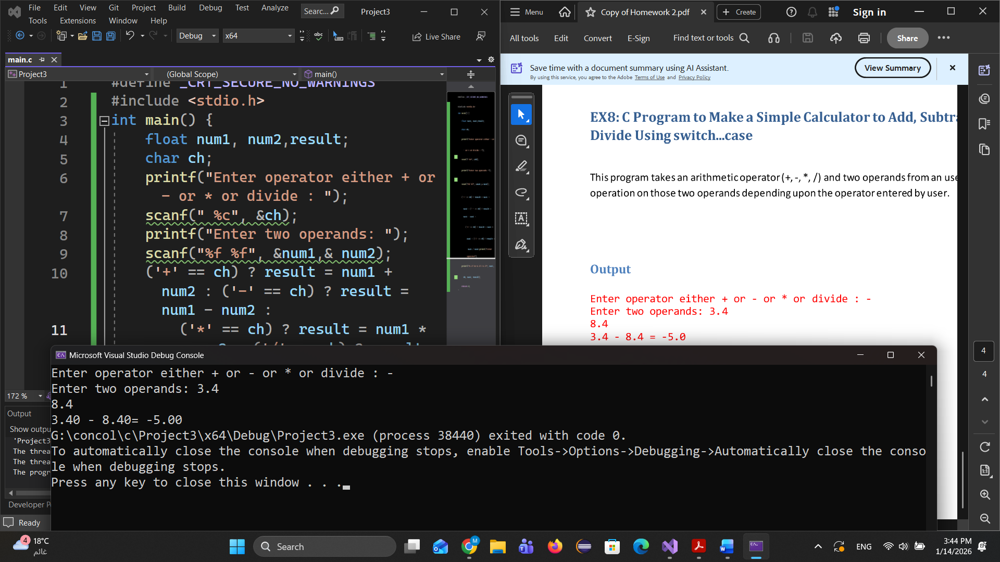 File Edit View Git Project Build Debug Test Analyze Searc... Project3
Tools Extensions Window Help
Debug x64 Live Share
main.c
Project3 (Global Scope) main()
1 #define _CRT_SECURE_NO_WARNINGS
2 #include <stdio.h>
3 int main() {
4 float num1, num2,result;
5 char ch;
6 printf("Enter operator either + or
- or * or divide : ");
7 scanf(" %c", &ch);
8 printf("Enter two operands: ");
9 scanf("%f %f", &num1,& num2);
10 ('+' == ch) ? result = num1 +
num2 : ('-' == ch) ? result =
num1 - num2 :
11 ('*' == ch) ? result = num1 *
172 %
Output
Show outpu
'Project3
The threa
The threa
The progr
Developer P
Ready
Menu Copy of Homework 2.pdf Create Sign in
All tools Edit Convert E-Sign Find text or tools Share
Save time with a document summary using AI Assistant.
By using this service, you agree to the Adobe Terms of Use and Privacy Policy
View Summary
EX8: C Program to Make a Simple Calculator to Add, Subtra
Divide Using switch...case
This program takes an arithmetic operator (+, -, *, /) and two operands from an use
operation on those two operands depending upon the operator entered by user.
Output
Enter operator either + or - or * or divide : -
Enter two operands: 3.4
8.4
3.4 - 8.4 = -5.0
4
4
Microsoft Visual Studio Debug Console
Enter operator either + or - or * or divide : -
Enter two operands: 3.4
8.4
3.40 - 8.40= -5.00
G:\concol\c\Project3\x64\Debug\Project3.exe (process 38440) exited with code 0.
To automatically close the console when debugging stops, enable Tools->Options->Debugging->Automatically close the conso
le when debugging stops.
Press any key to close this window . . .
4 18°C
غائم
Search
ENG
3:44 PM
1/14/2026